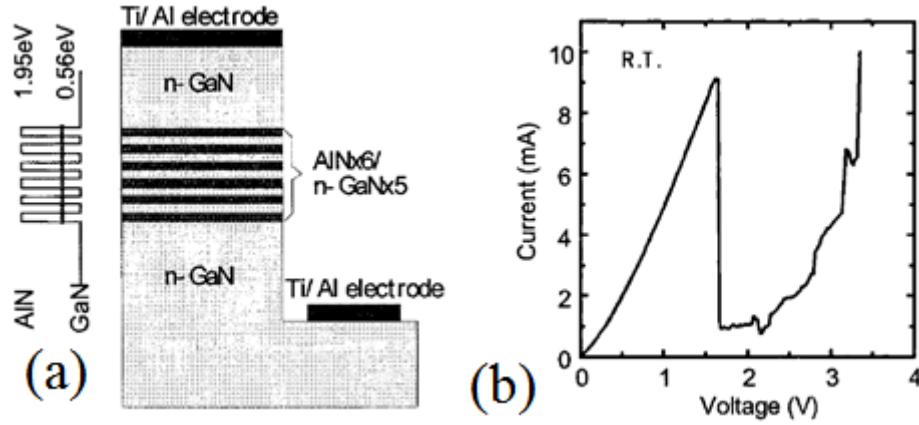 Ti/ Al electrode
1.95eV
0.56eV
n- GaN
AlNx6/
n- GaNx5
n- GaN
Ti/ Al electrode
AlN
GaN
(a)
R.T.
Current (mA)
10
8
6
4
2
0
0
1
2
3
4
Voltage (V)
(b)